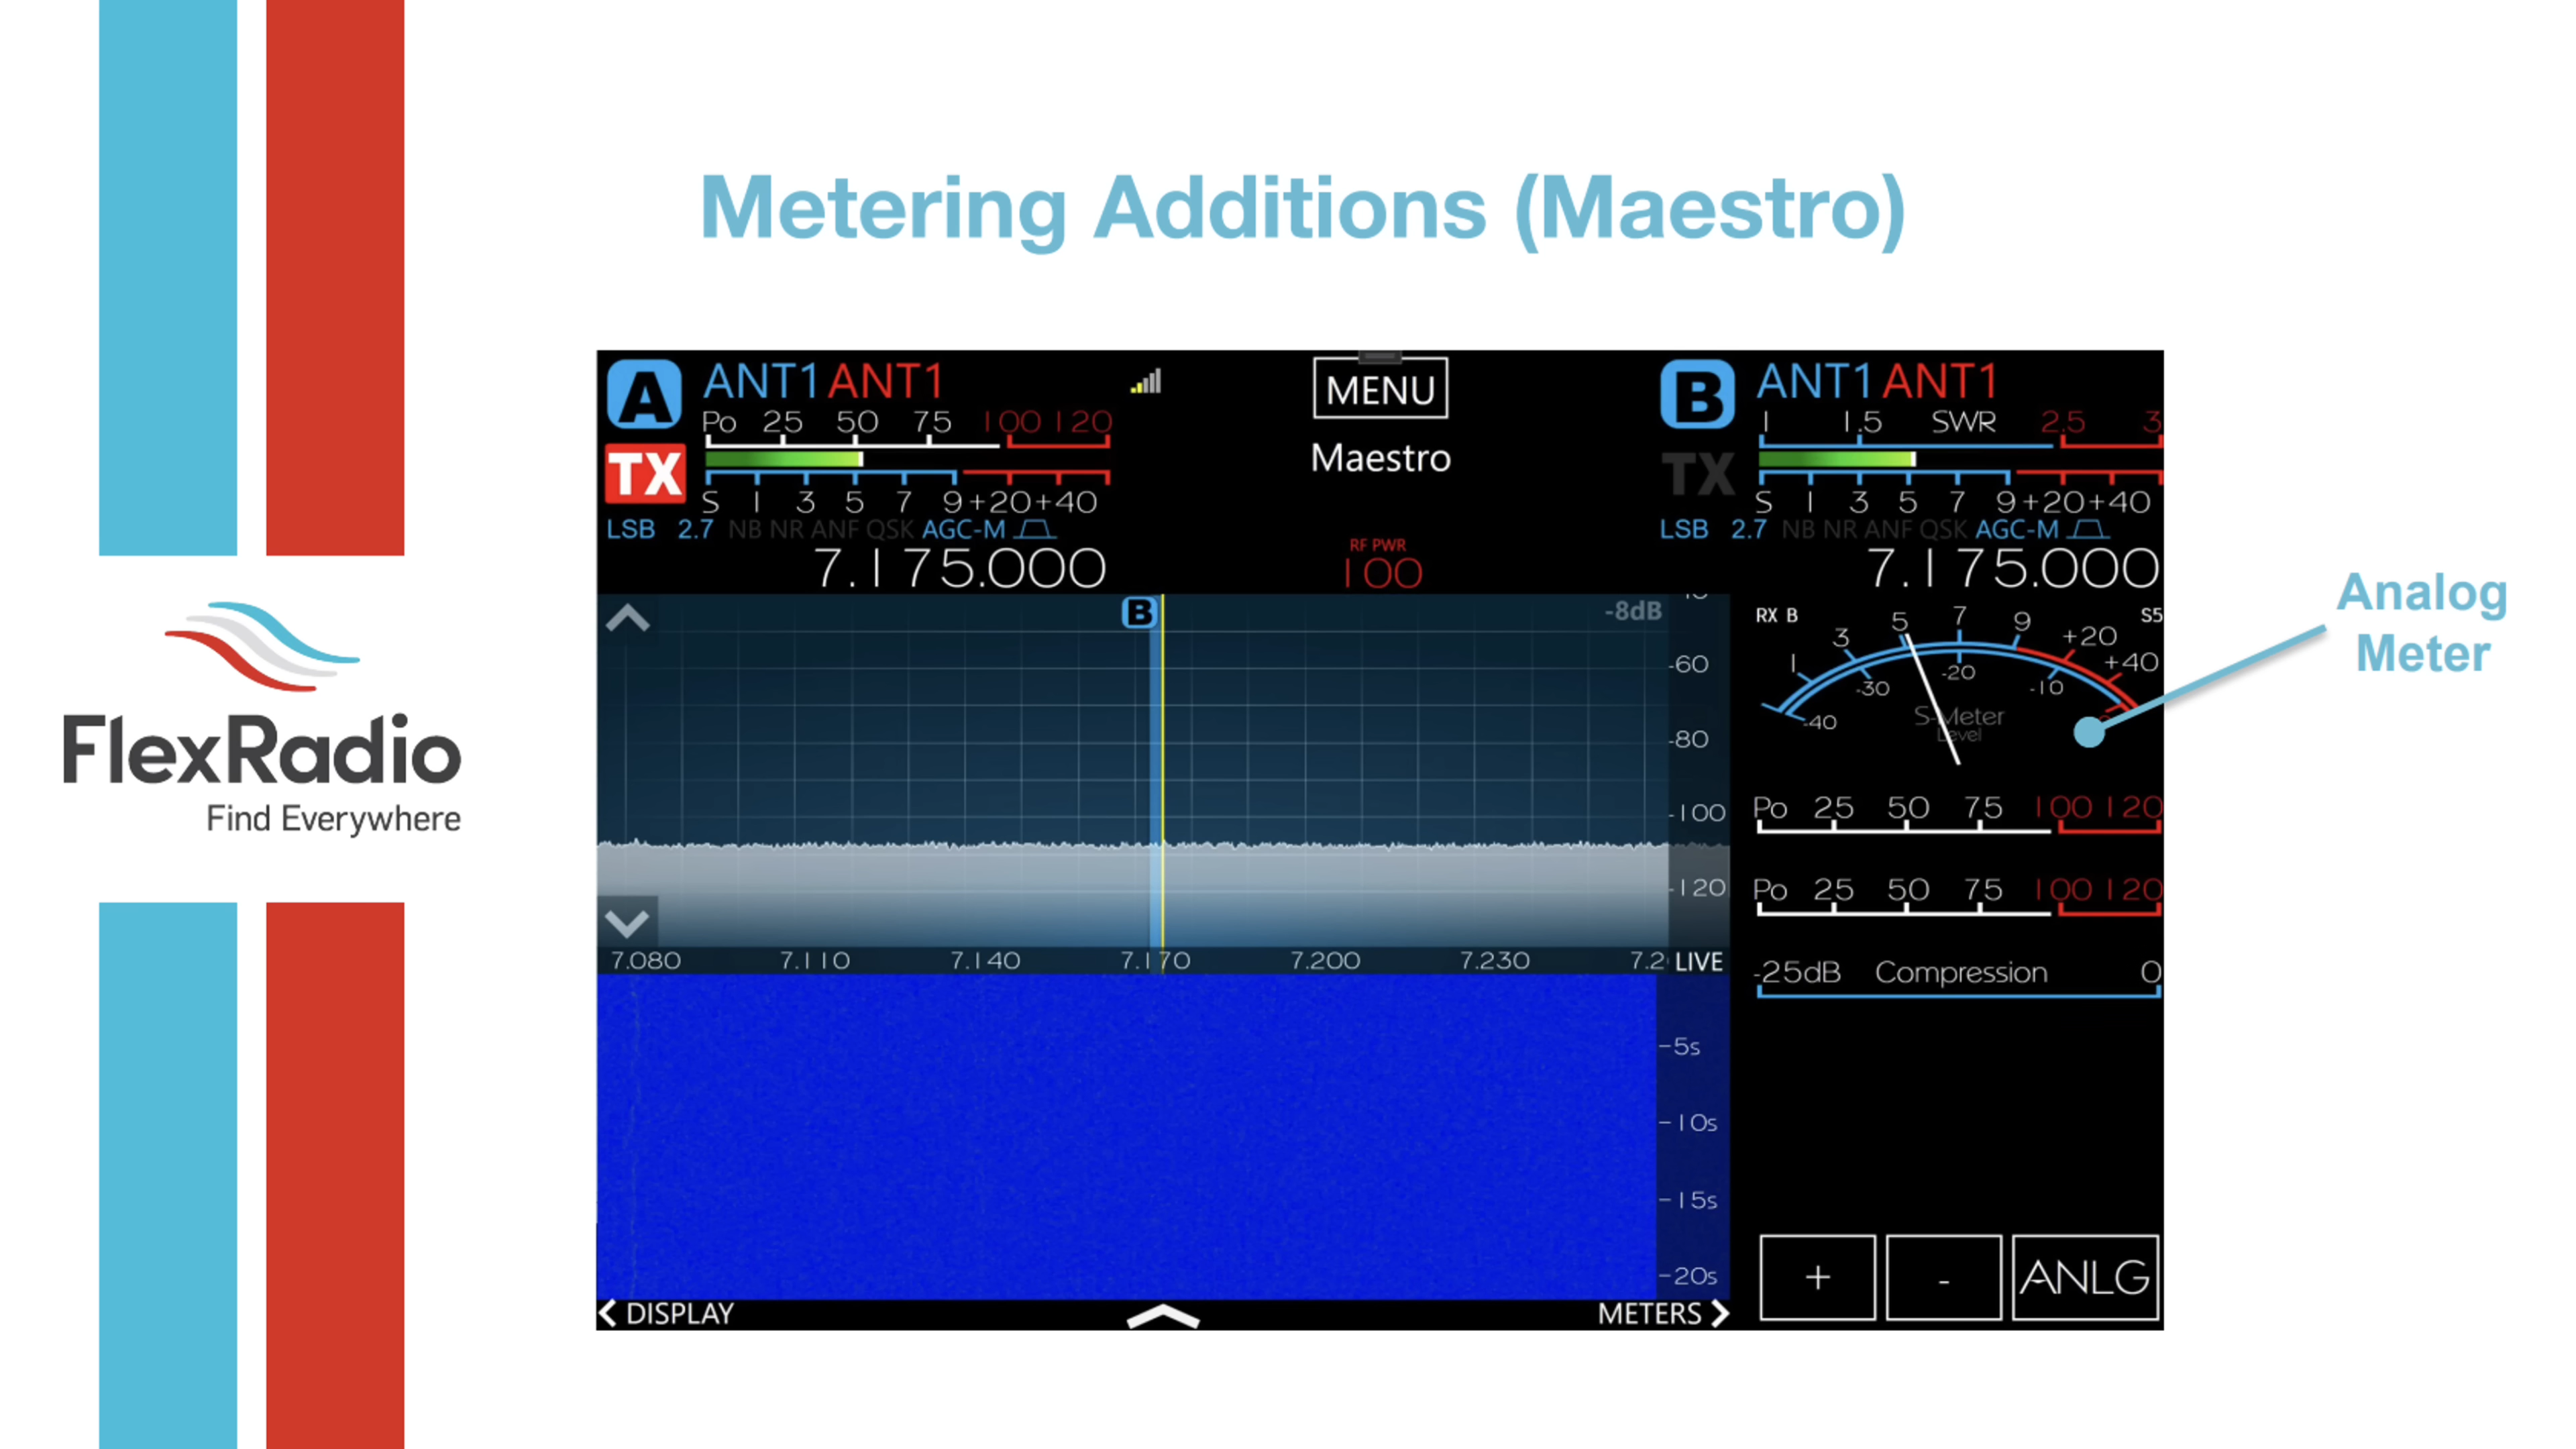 Metering Additions (Maestro)
A ANT1 ANT1
Po 25 50 75 100 120
TX
S 1 3 5 7 9 +20 +40
LSB 2.7 NB NR ANF QSK AGC-M
7.175.000
MENU
Maestro
RF PWR
100
B ANT1 ANT1
1 1.5 SWR 2.5 3
TX
S 1 3 5 7 9 +20 +40
LSB 2.7 NB NR ANF QSK AGC-M
7.175.000
B
-8dB
-60
-80
-100
-120
7.080 7.110 7.140 7.170 7.200 7.230 7.2 LIVE
-5s
-10s
-15s
-20s
DISPLAY
METERS
RX B
S5
1 3 5 7 9 +20 +40
-40 -30 -20 -10
S-Meter
Level
Po 25 50 75 100 120
Po 25 50 75 100 120
-25dB Compression 0
+ - ANLG
Analog
Meter
FlexRadio
Find Everywhere